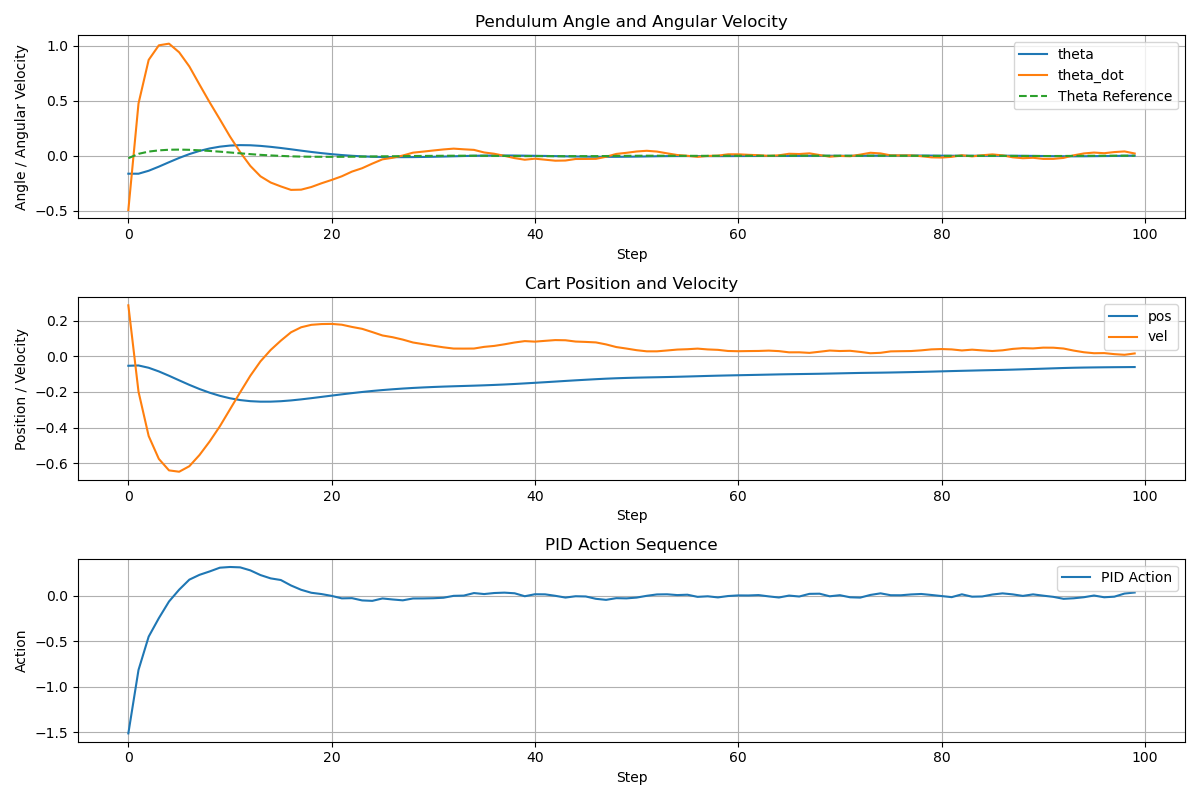 Pendulum Angle and Angular Velocity
Angle / Angular Velocity
1.0
0.5
0.0
−0.5
theta
theta_dot
Theta Reference
0 20 40 60 80 100
Step
Cart Position and Velocity
Position / Velocity
0.2
0.0
−0.2
−0.4
−0.6
pos
vel
0 20 40 60 80 100
Step
PID Action Sequence
Action
0.0
−0.5
−1.0
−1.5
PID Action
0 20 40 60 80 100
Step